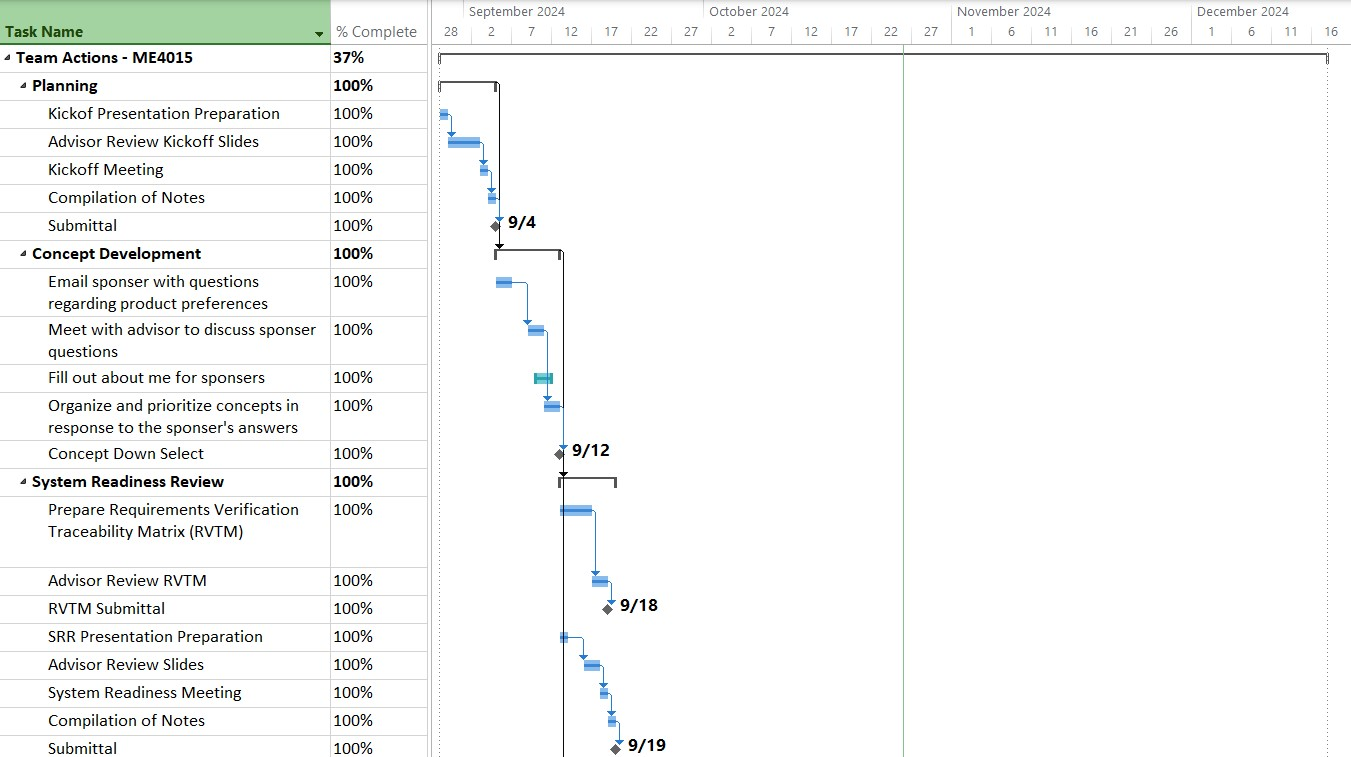 September 2024 October 2024 November 2024 December 2024
Task Name % Complete 28 2 7 12 17 22 27 2 7 12 17 22 27 1 6 11 16 21 26 1 6 11 16
Team Actions - ME4015 37%
Planning 100%
Kickof Presentation Preparation 100%
Advisor Review Kickoff Slides 100%
Kickoff Meeting 100%
Compilation of Notes 100%
Submittal 100% 9/4
Concept Development 100%
Email sponser with questions 100%
regarding product preferences
Meet with advisor to discuss sponser 100%
questions
Fill out about me for sponsers 100%
Organize and prioritize concepts in 100%
response to the sponser's answers
Concept Down Select 100% 9/12
System Readiness Review 100%
Prepare Requirements Verification 100%
Traceability Matrix (RVTM)
Advisor Review RVTM 100%
RVTM Submittal 100% 9/18
SRR Presentation Preparation 100%
Advisor Review Slides 100%
System Readiness Meeting 100%
Compilation of Notes 100%
Submittal 100% 9/19